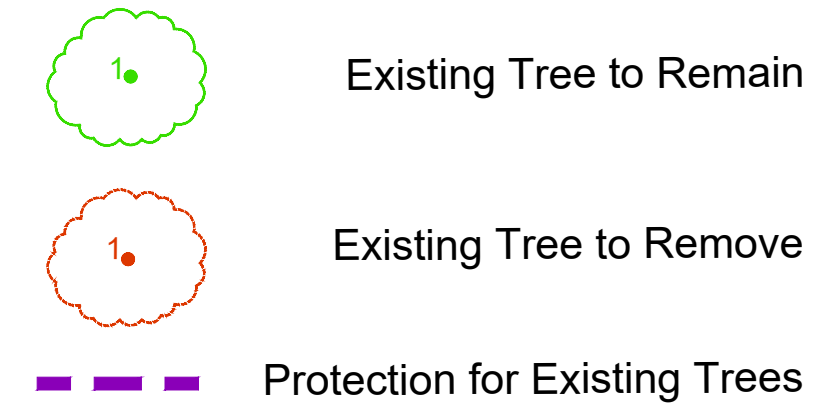 1 Existing Tree to Remain
1 Existing Tree to Remove
Protection for Existing Trees